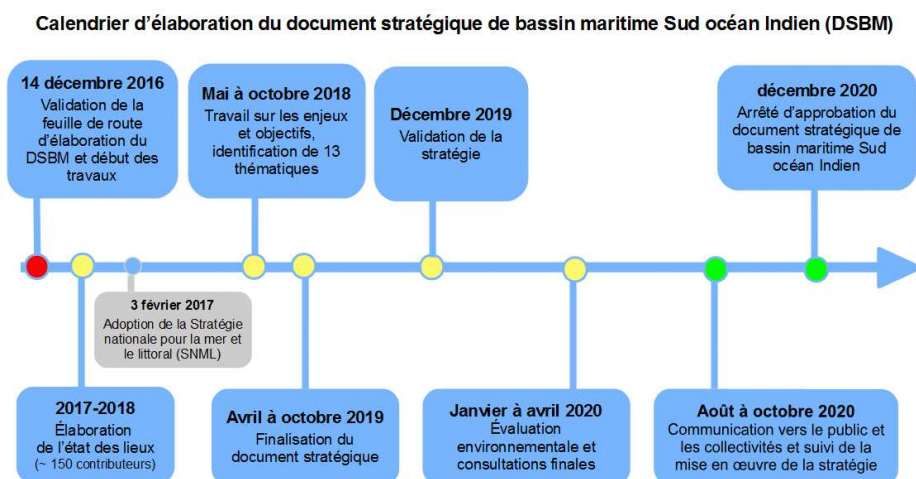 Calendrier d’élaboration du document stratégique de bassin maritime Sud océan Indien (DSBM)
14 décembre 2016
Validation de la
feuille de route
d’élaboration du
DSBM et début des
travaux
Mai à octobre 2018
Travail sur les enjeux
et objectifs,
identification de 13
thématiques
Décembre 2019
Validation de la
stratégie
décembre 2020
Arrêté d’approbation du
document stratégique de
bassin maritime Sud
océan Indien
3 février 2017
Adoption de la Stratégie
nationale pour la mer et
le littoral (SNML)
2017-2018
Élaboration
de l’état des lieux
(~ 150 contributeurs)
Avril à octobre 2019
Finalisation du
document stratégique
Janvier à avril 2020
Évaluation
environnementale et
consultations finales
Août à octobre 2020
Communication vers le public et
les collectivités et suivi de la
mise en œuvre de la stratégie